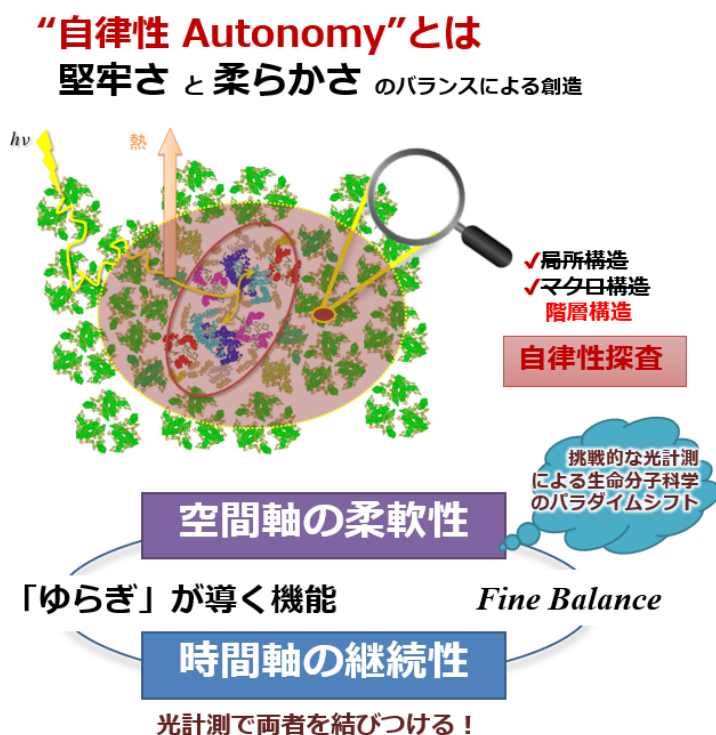 “自律性 Autonomy”とは
堅牢さ と 柔らかさ のバランスによる創造
hν
熱
✓局所構造
✓マクロ構造
階層構造
自律性探査
挑戦的な光計測
による生命分子科学
のパラダイムシフト
空間軸の柔軟性
「ゆらぎ」が導く機能
Fine Balance
時間軸の継続性
光計測で両者を結びつける！